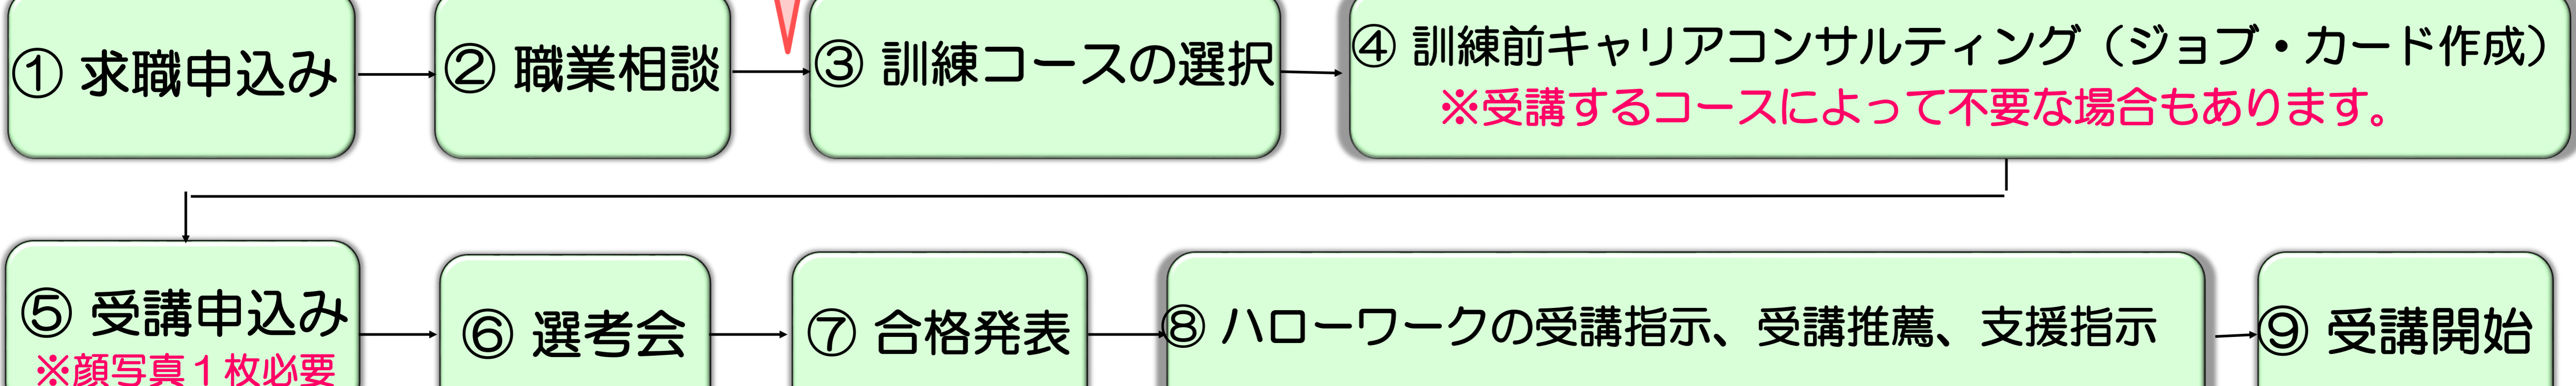 ① 求職申込み
② 職業相談
③ 訓練コースの選択
④ 訓練前キャリアコンサルティング（ジョブ・カード作成）
※受講するコースによって不要な場合もあります。
⑤ 受講申込み
※顔写真１枚必要
⑥ 選考会
⑦ 合格発表
⑧ ハローワークの受講指示、受講推薦、支援指示
⑨ 受講開始